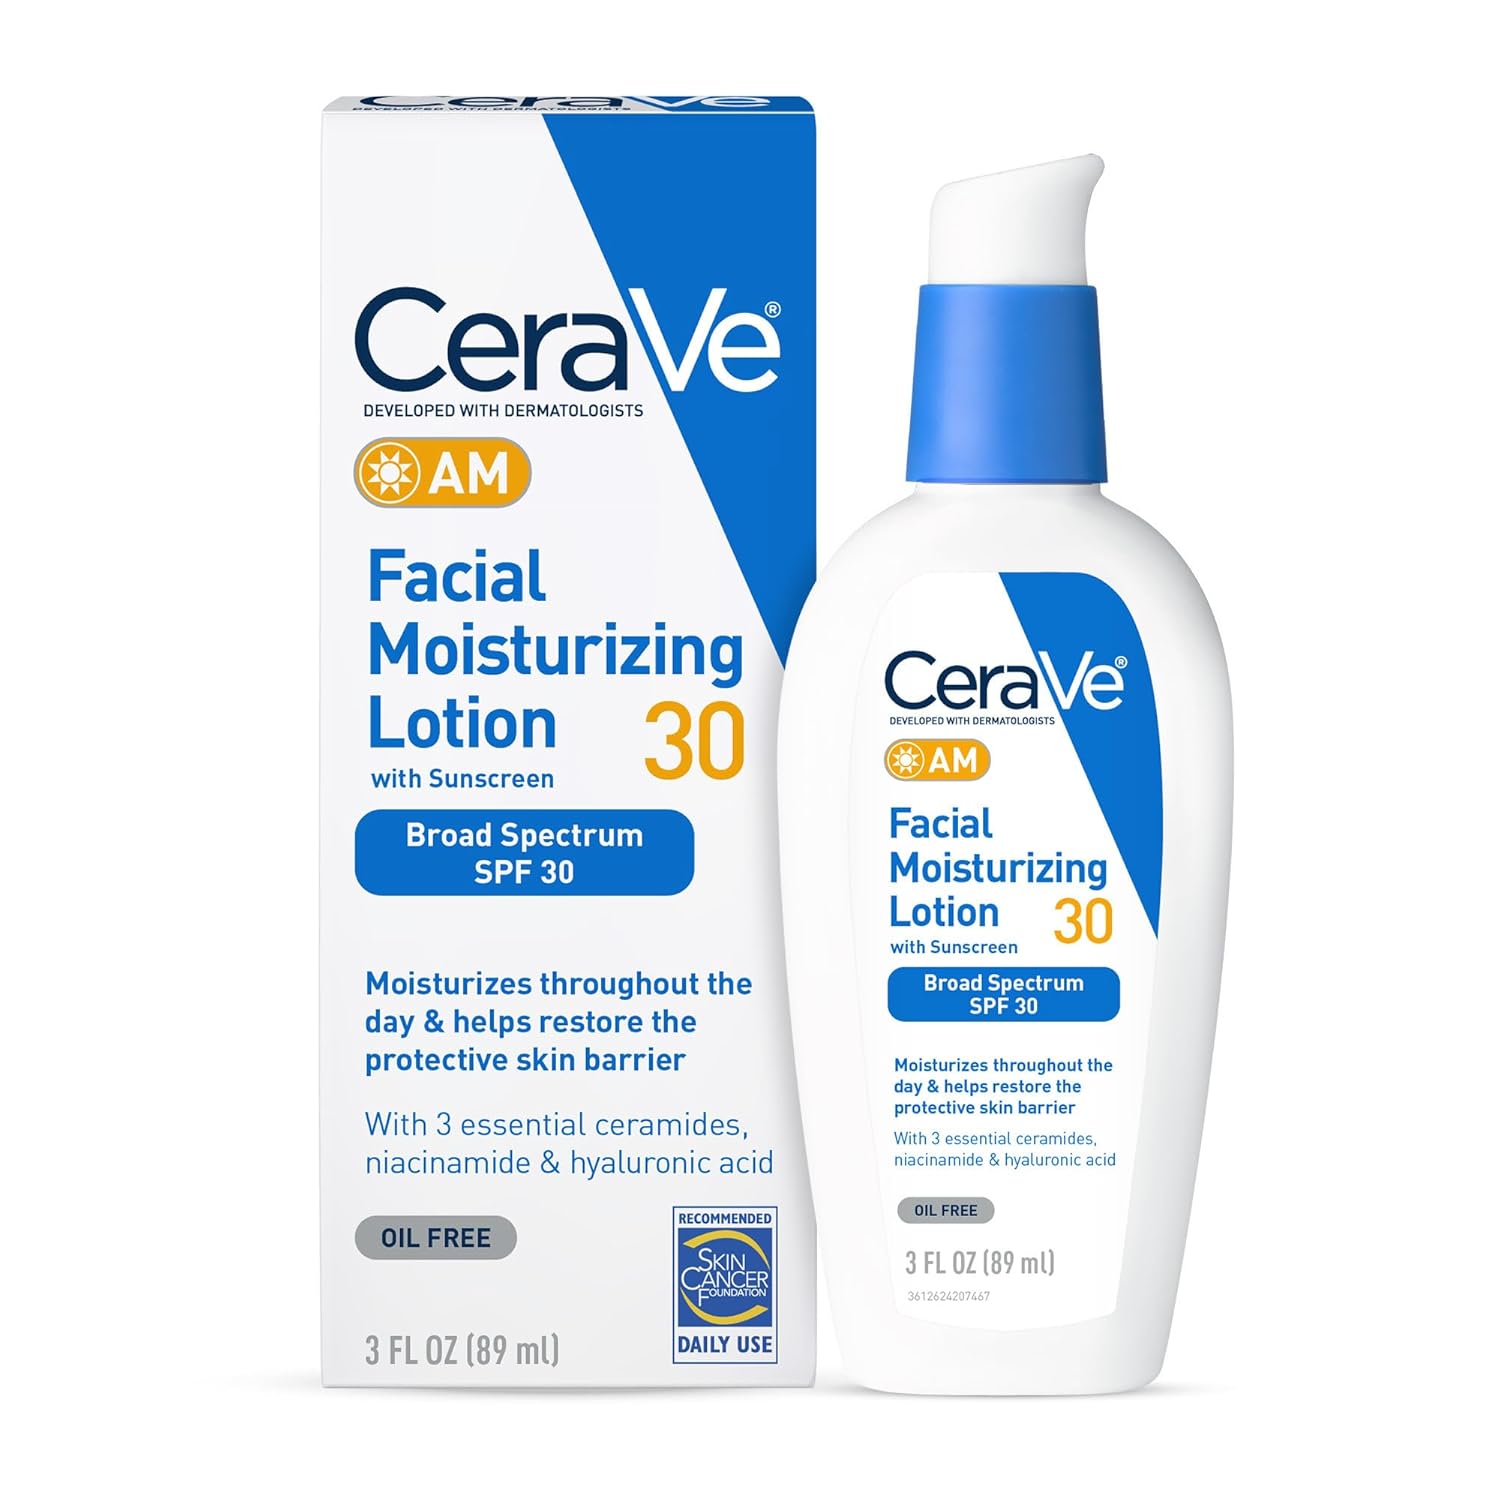 CeraVe
DEVELOPED WITH DERMATOLOGISTS
CeraVe®
DEVELOPED WITH DERMATOLOGISTS
AM
Facial
Moisturizing
Lotion 30
with Sunscreen
Broad Spectrum
SPF 30
Moisturizes throughout the
day & helps restore the
protective skin barrier
With 3 essential ceramides,
niacinamide & hyaluronic acid
OIL FREE
3 FL OZ (89 ml)
RECOMMENDED
SKIN
CANCER
FOUNDATION
DAILY USE
CeraVe®
DEVELOPED WITH DERMATOLOGISTS
AM
Facial
Moisturizing
Lotion 30
with Sunscreen
Broad Spectrum
SPF 30
Moisturizes throughout the
day & helps restore the
protective skin barrier
With 3 essential ceramides,
niacinamide & hyaluronic acid
OIL FREE
3 FL OZ (89 ml)
3612624207467